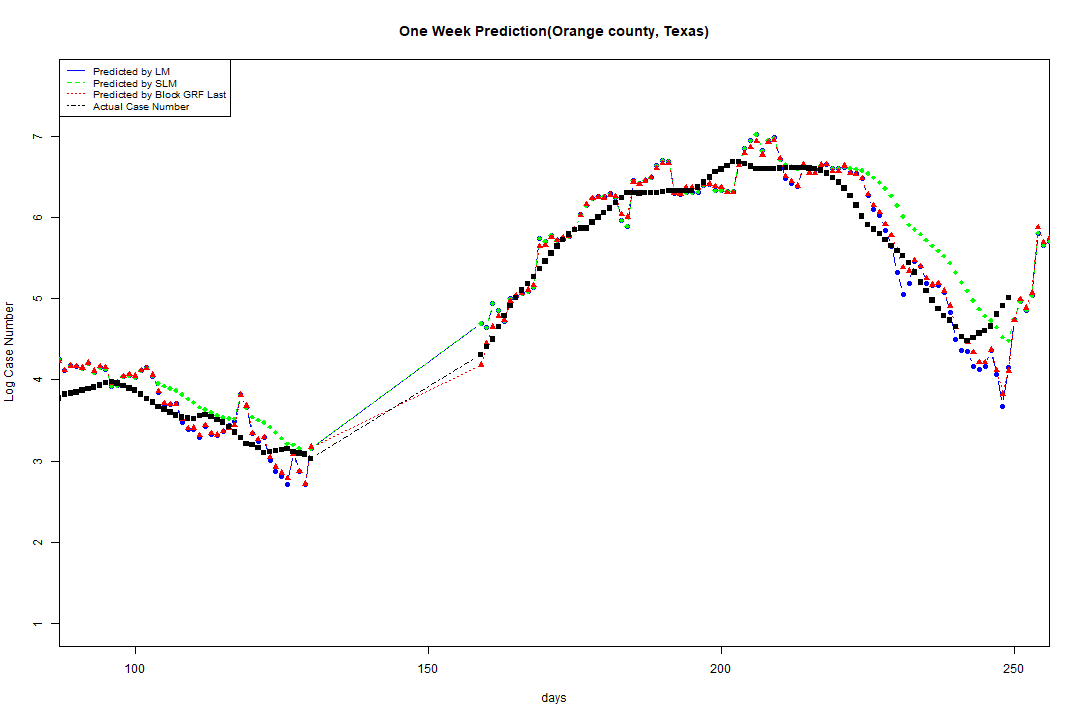 One Week Prediction(Orange county, Texas)
Predicted by LM
Predicted by SLM
Predicted by Block GRF Last
Actual Case Number
Log Case Number
7
6
5
4
3
2
1
100
150
200
250
days